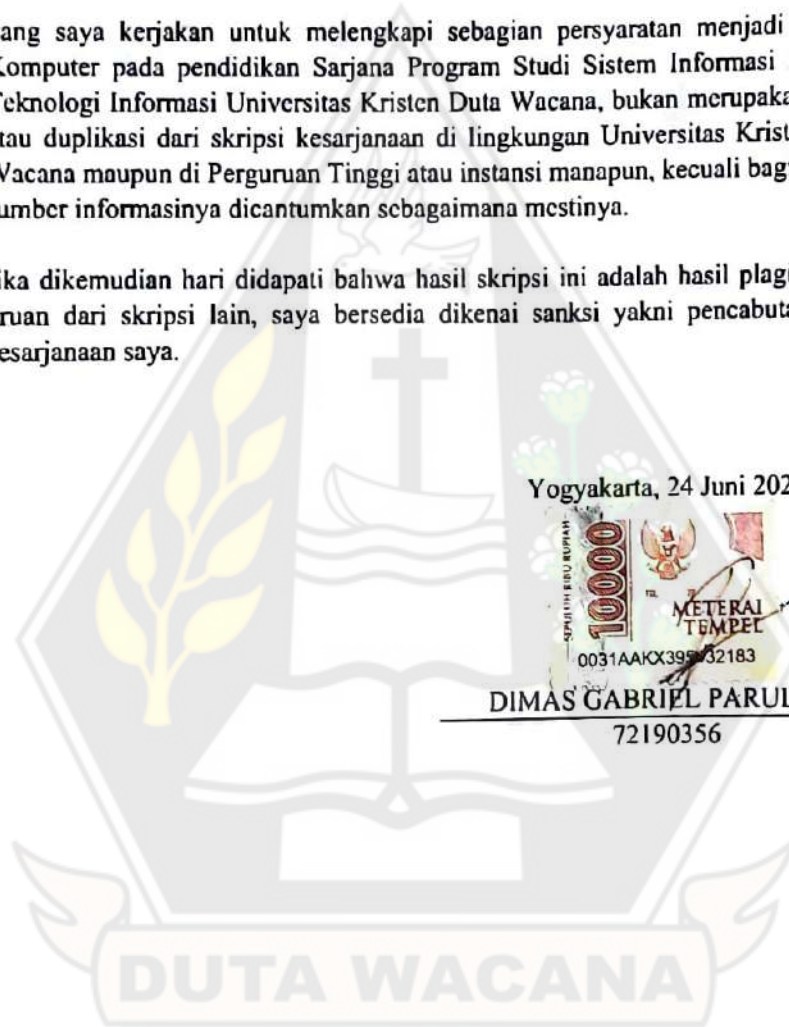 ang saya kerjakan untuk melengkapi sebagian persyaratan menjadi
Komputer pada pendidikan Sarjana Program Studi Sistem Informasi
Teknologi Informasi Universitas Kristen Duta Wacana, bukan merupaka
tau duplikasi dari skripsi kesarjanaan di lingkungan Universitas Krist
Wacana maupun di Perguruan Tinggi atau instansi manapun, kecuali bag
umber informasinya dicantumkan sebagaimana mestinya.
ika dikemudian hari didapati bahwa hasil skripsi ini adalah hasil plagi
iruan dari skripsi lain, saya bersedia dikenai sanksi yakni pencabuta
esarjanaan saya.
Yogyakarta, 24 Juni 202
SEPULUH RIBU RUPIAH
10000
METERAI
TEMPEL
DIMAS GABRIEL PARUL
72190356
DUTA WACANA